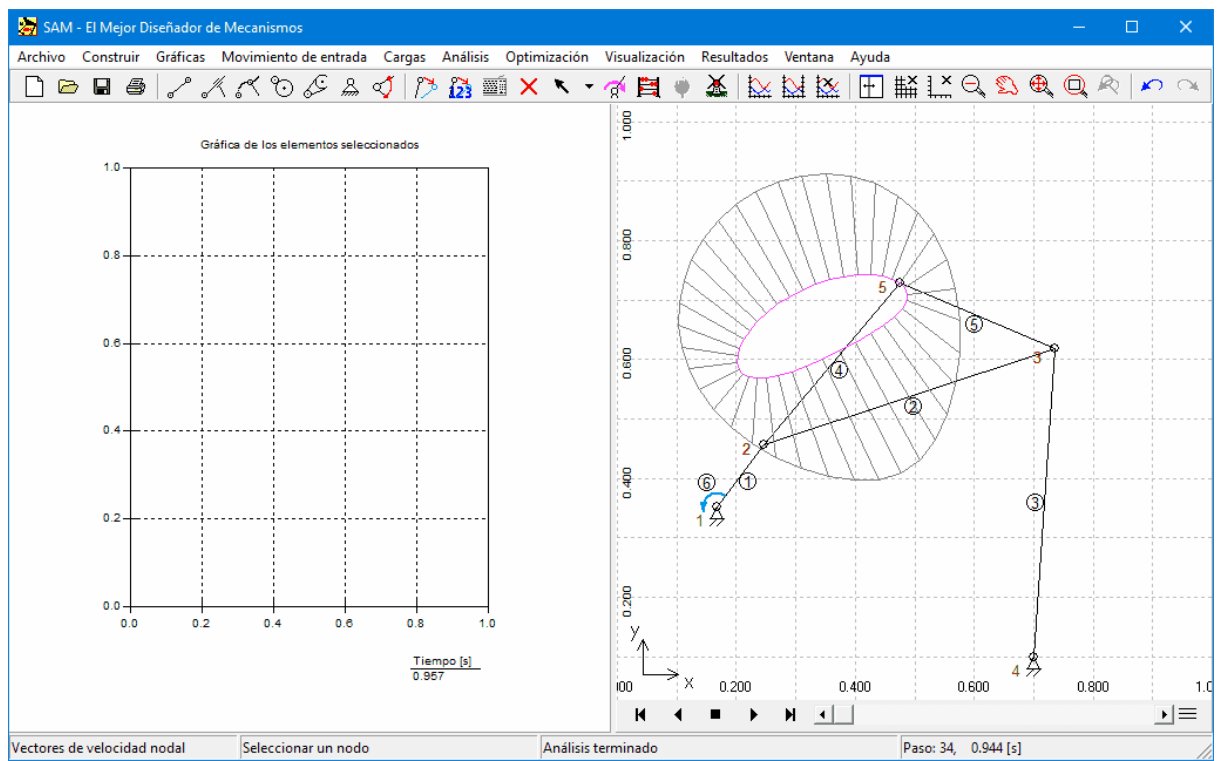 SAM - El Mejor Diseñador de Mecanismos
Archivo Construir Gráficas Movimiento de entrada Cargas Análisis Optimización Visualización Resultados Ventana Ayuda
123
Gráfica de los elementos seleccionados
1.0
0.8
0.6
0.4
0.2
0.0
0.0 0.2 0.4 0.6 0.8 1.0
Tiempo [s]
0.957
1.000
0.800
0.600
0.400
0.200
5
5
3
4
2
2
6 1
1
3
4
y
x
00 0.200 0.400 0.600 0.800 1.0
Vectores de velocidad nodal Seleccionar un nodo Análisis terminado Paso: 34, 0.944 [s]